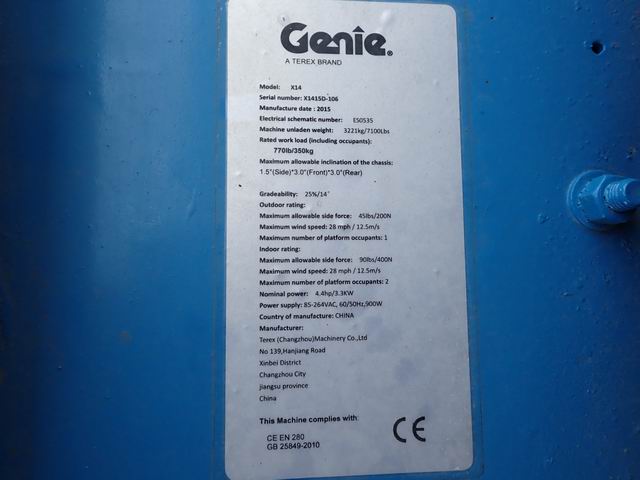 Genie®
A TEREX BRAND
Model: X14
Serial number: X1415D-106
Manufacture date : 2015
Electrical schematic number: ES0535
Machine unladen weight: 3221kg/7100Lbs
Rated work load (including occupants):
770lb/350kg
Maximum allowable inclination of the chassis:
1.5°(Side)*3.0°(Front)*3.0°(Rear)
Gradeability: 25%/14°
Outdoor rating:
Maximum allowable side force: 45lbs/200N
Maximum wind speed: 28 mph / 12.5m/s
Maximum number of platform occupants: 1
Indoor rating:
Maximum allowable side force: 90lbs/400N
Maximum wind speed: 28 mph / 12.5m/s
Maximum number of platform occupants: 2
Nominal power: 4.4hp/3.3KW
Power supply: 85-264VAC, 60/50Hz,900W
Country of manufacture: CHINA
Manufacturer:
Terex (Changzhou)Machinery Co.,Ltd
No 139,Hanjiang Road
Xinbei District
Changzhou City
jiangsu province
China
This Machine complies with:
CE EN 280
GB 25849-2010
CE